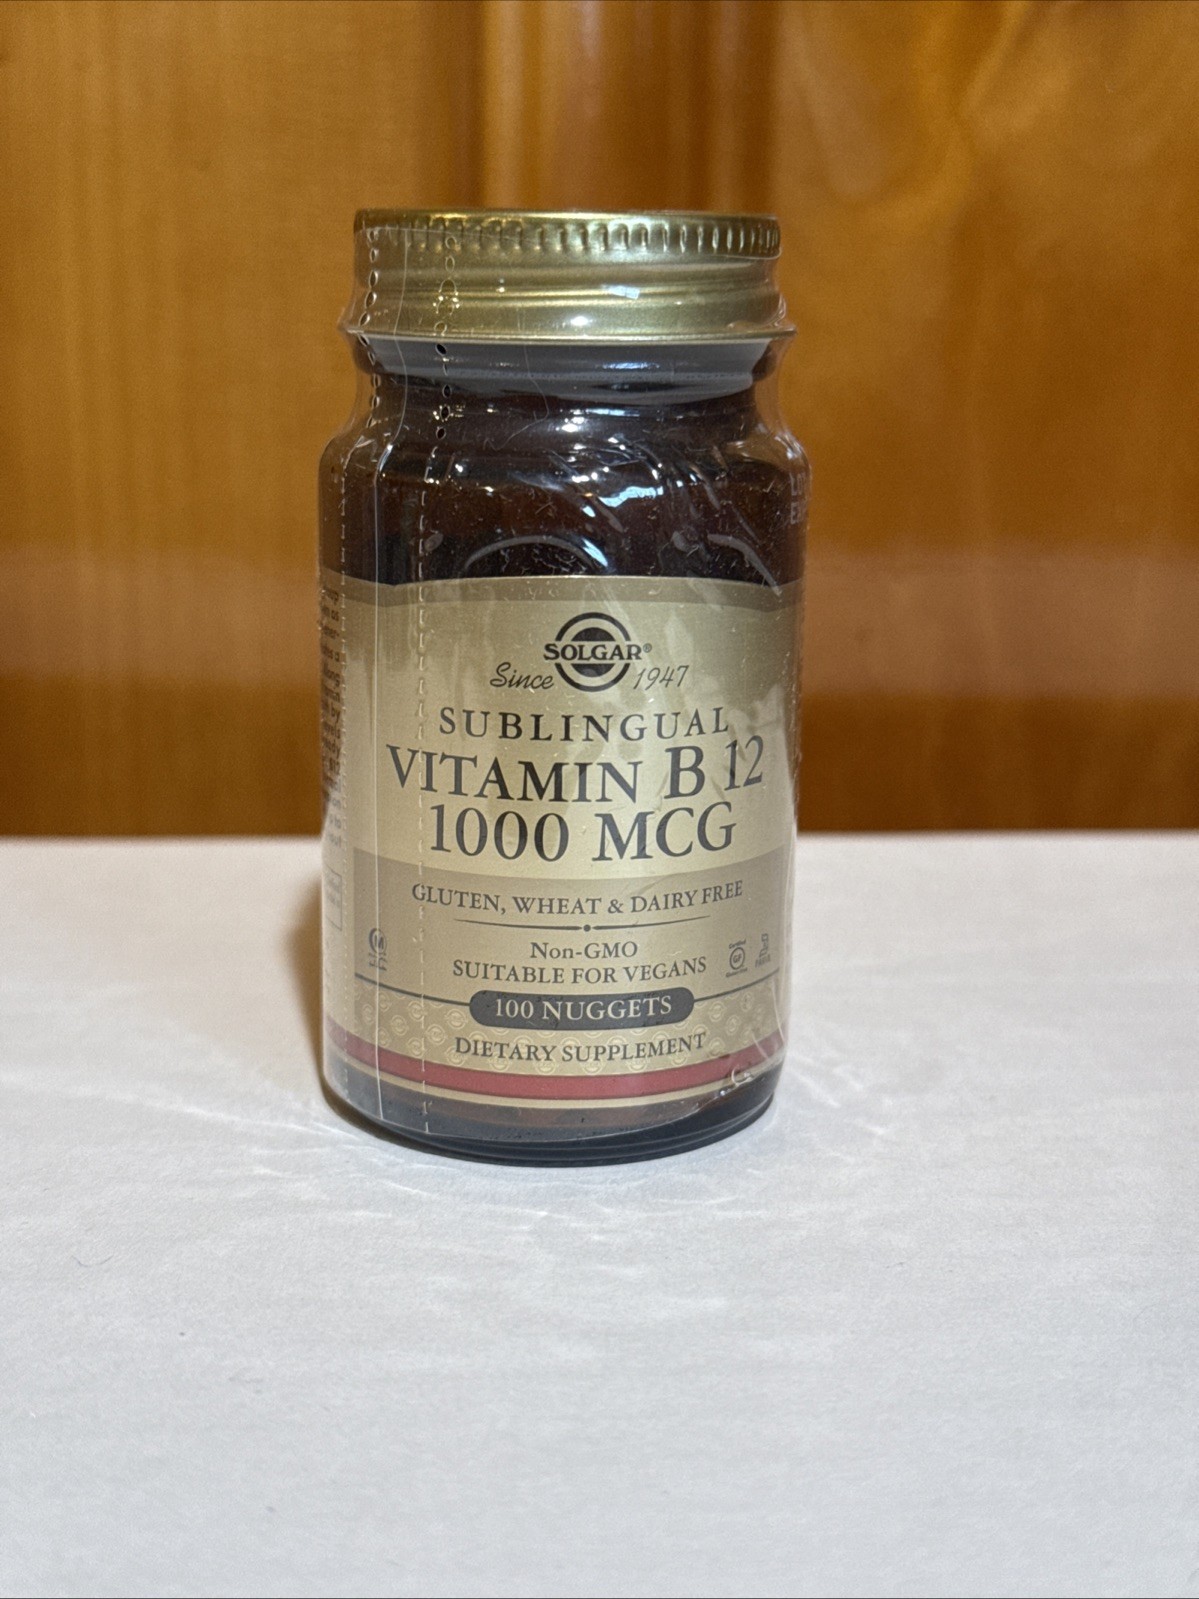 SOLGAR®
Since 1947
SUBLINGUAL
VITAMIN B 12
1000 MCG
GLUTEN, WHEAT & DAIRY FREE
Non-GMO
SUITABLE FOR VEGANS
100 NUGGETS
DIETARY SUPPLEMENT